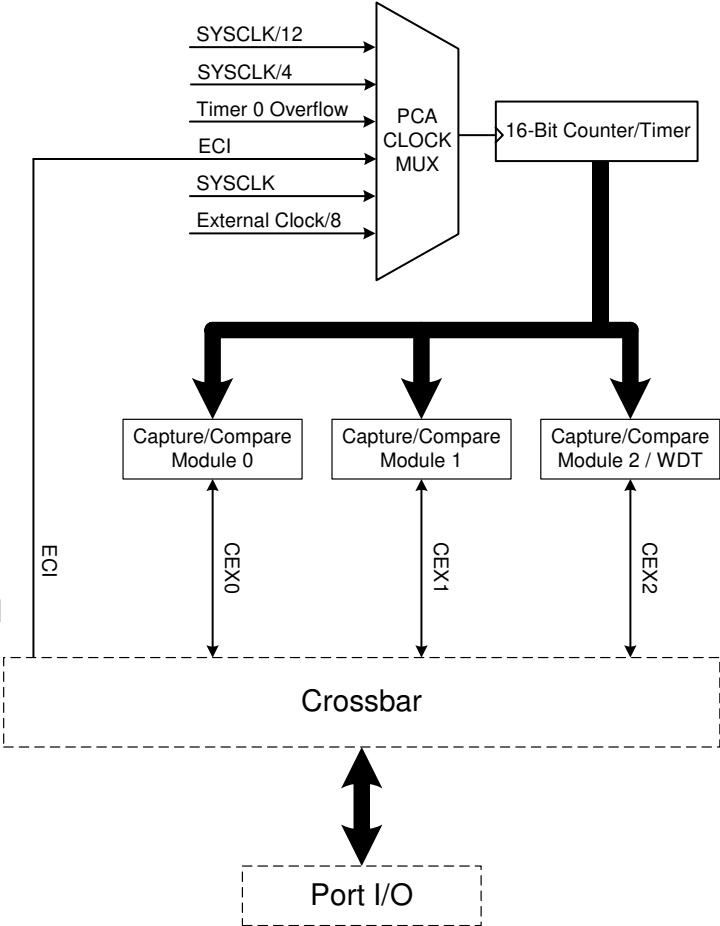 SYSCLK/12
SYSCLK/4
Timer 0 Overflow
ECI
SYSCLK
External Clock/8
PCA
CLOCK
MUX
16-Bit Counter/Timer
Capture/Compare
Module 0
Capture/Compare
Module 1
Capture/Compare
Module 2 / WDT
ECI
CEX0
CEX1
CEX2
Crossbar
Port I/O